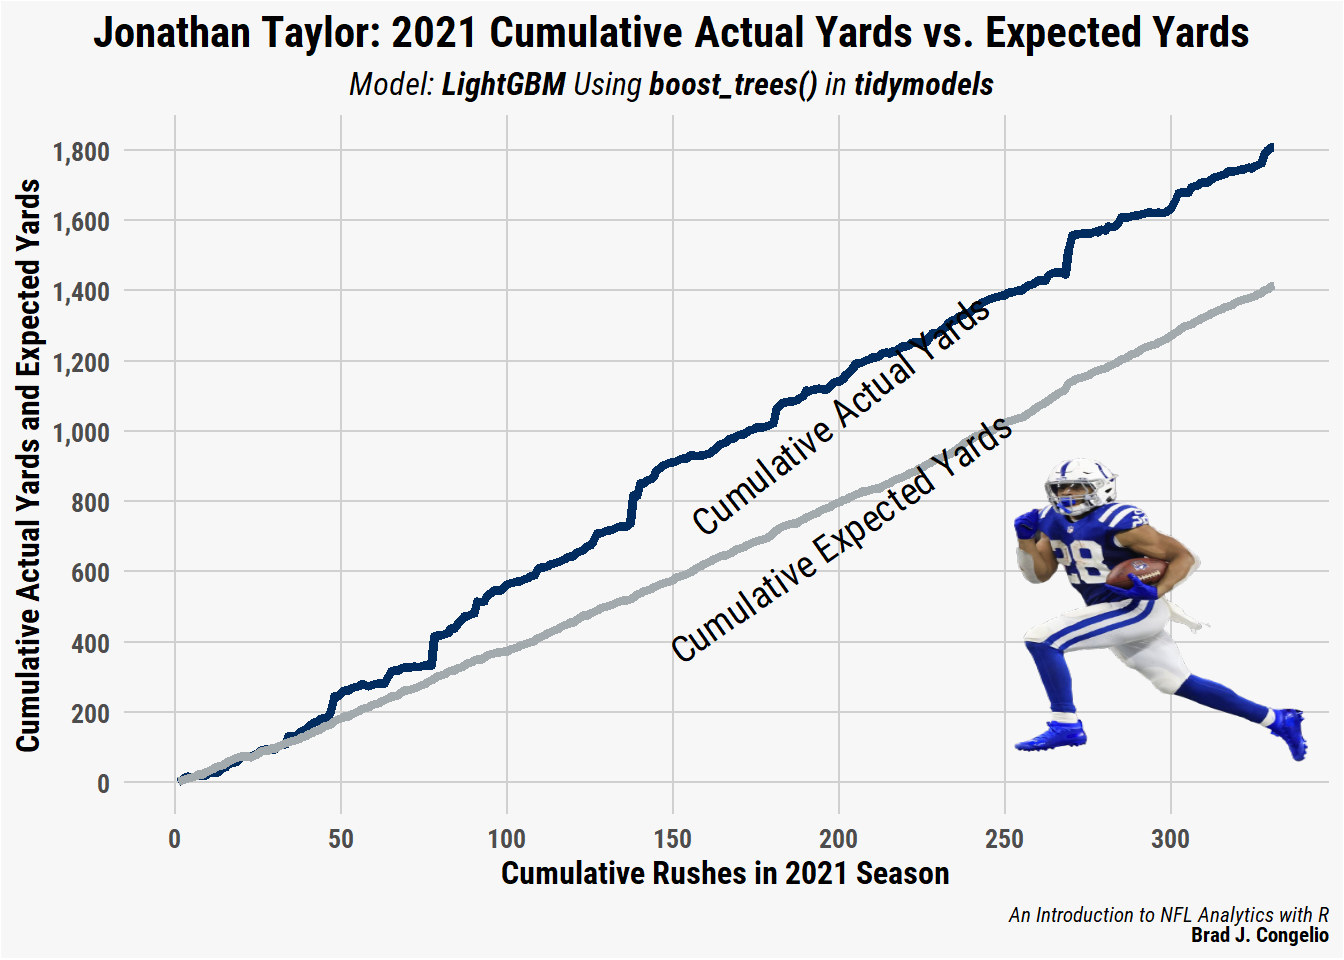 Jonathan Taylor: 2021 Cumulative Actual Yards vs. Expected Yards
Model: LightGBM Using boost_trees() in tidymodels
Cumulative Actual Yards and Expected Yards
1,800
1,600
1,400
1,200
1,000
800
600
400
200
0
Cumulative Actual Yards
Cumulative Expected Yards
28
0
50
100
150
200
250
300
Cumulative Rushes in 2021 Season
An Introduction to NFL Analytics with R
Brad J. Congelio